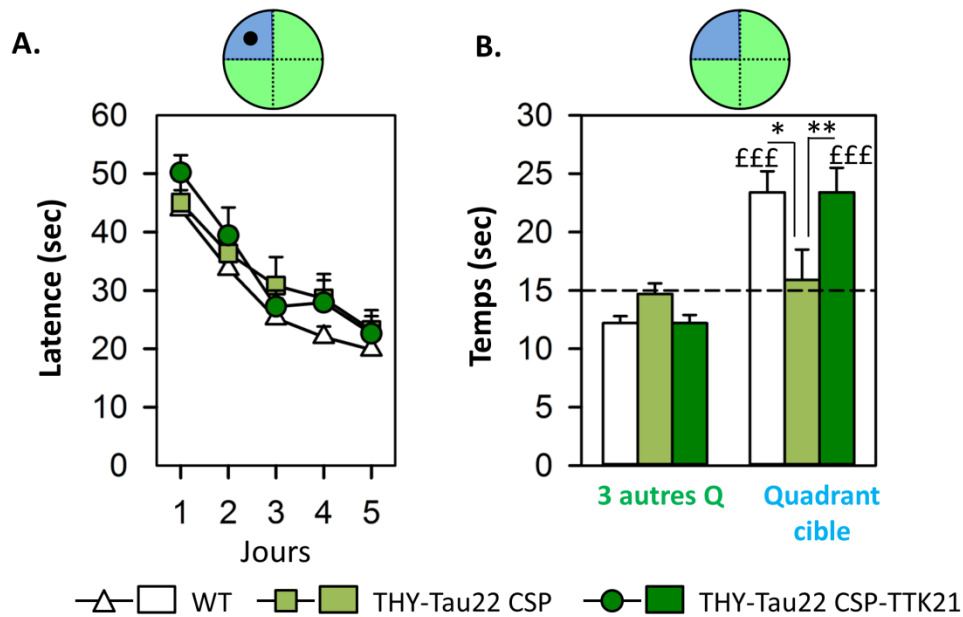 A.
60
50
40
30
20
10
0
Latence (sec)
1 2 3 4 5
Jours
B.
30
25
20
15
10
5
0
Temps (sec)
* **
£££ £££
3 autres Q
Quadrant
cible
WT THY-Tau22 CSP THY-Tau22 CSP-TTK21